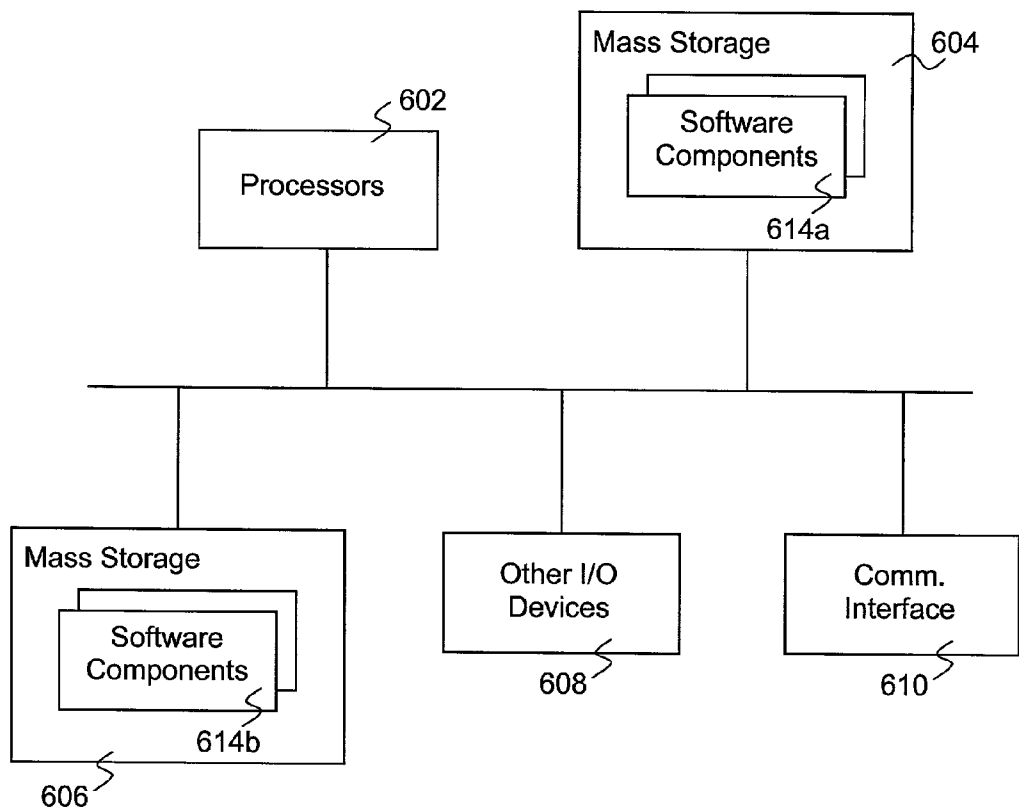 Mass Storage
604
602
Software
Components
Processors
614a
Mass Storage
Other I/O
Devices
Comm.
Interface
Software
Components
608
610
614b
606